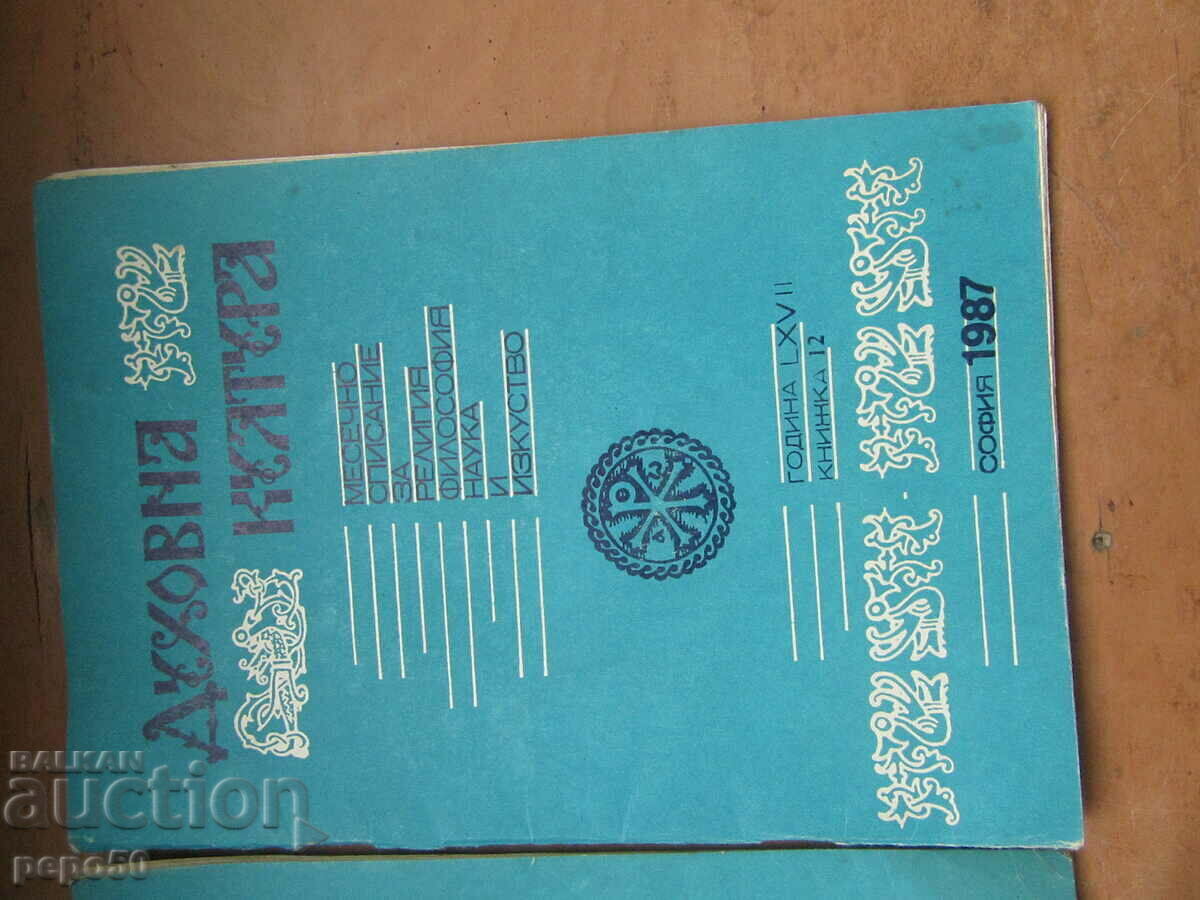 ДУХОВНА
КУЛТУРА
МЕСЕЧНО
СПИСАНИЕ
ЗА
РЕЛИГИЯ
ФИЛОСОФИЯ
НАУКА
И
ИЗКУСТВО
ГОДИНА LXVII
КНИЖКА 12
СОФИЯ 1987
BALKAN
auction
pepo50